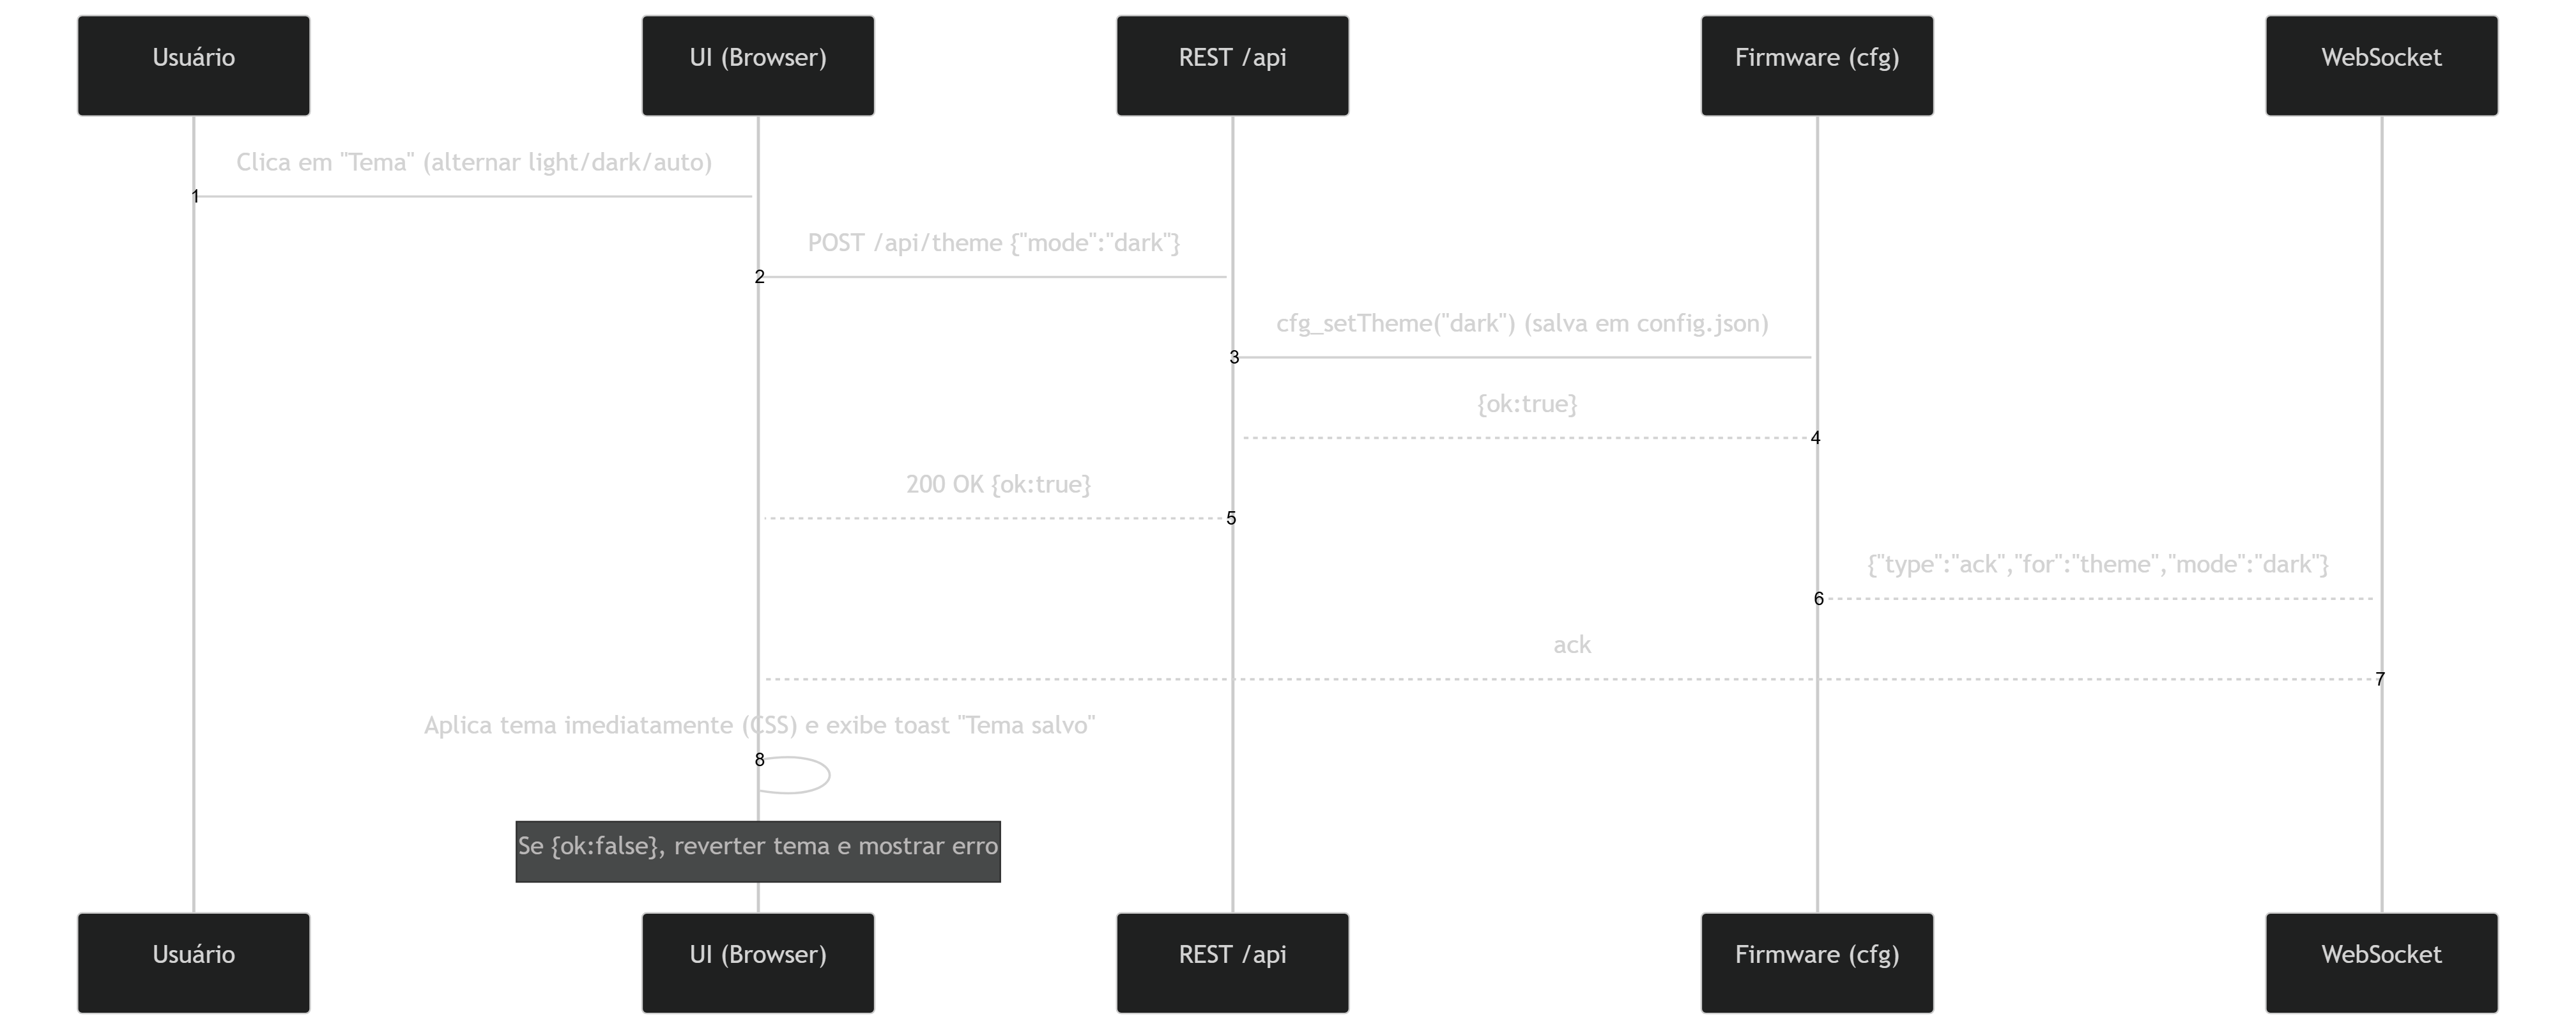 Usuário
UI (Browser)
REST /api
Firmware (cfg)
WebSocket
Clica em "Tema" (alternar light/dark/auto)
1
POST /api/theme {"mode":"dark"}
2
cfg_setTheme("dark") (salva em config.json)
3
{ok:true}
4
200 OK {ok:true}
5
{"type":"ack","for":"theme","mode":"dark"}
6
ack
7
Aplica tema imediatamente (CSS) e exibe toast "Tema salvo"
8
Se {ok:false}, reverter tema e mostrar erro
Usuário
UI (Browser)
REST /api
Firmware (cfg)
WebSocket